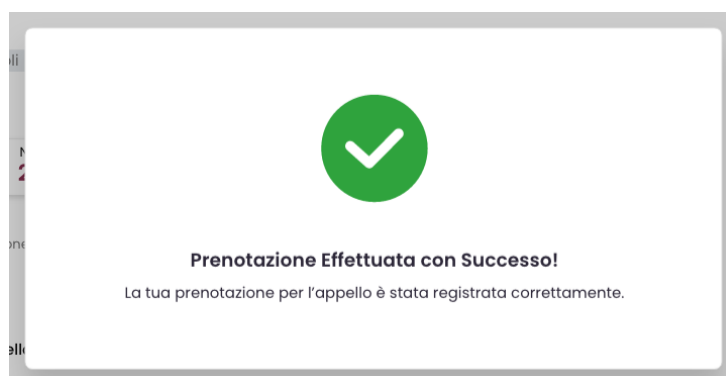 Prenotazione Effettuata con Successo!
La tua prenotazione per l'appello è stata registrata correttamente.